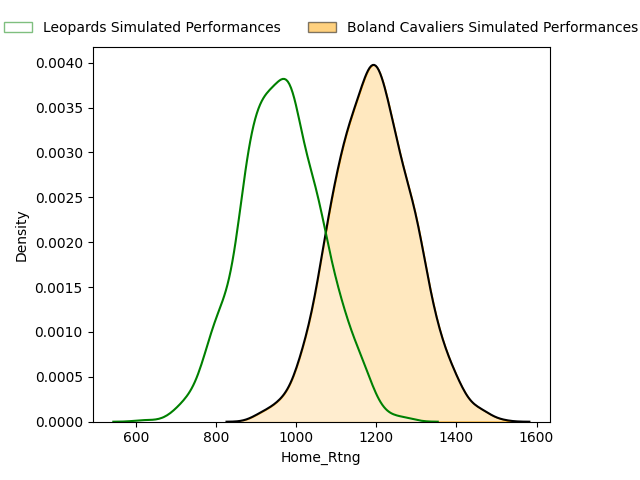 Leopards Simulated Performances
Boland Cavaliers Simulated Performances
0.0040
0.0035
0.0030
0.0025
0.0020
0.0015
0.0010
0.0005
0.0000
Density
600 800 1000 1200 1400 1600
Home_Rtng